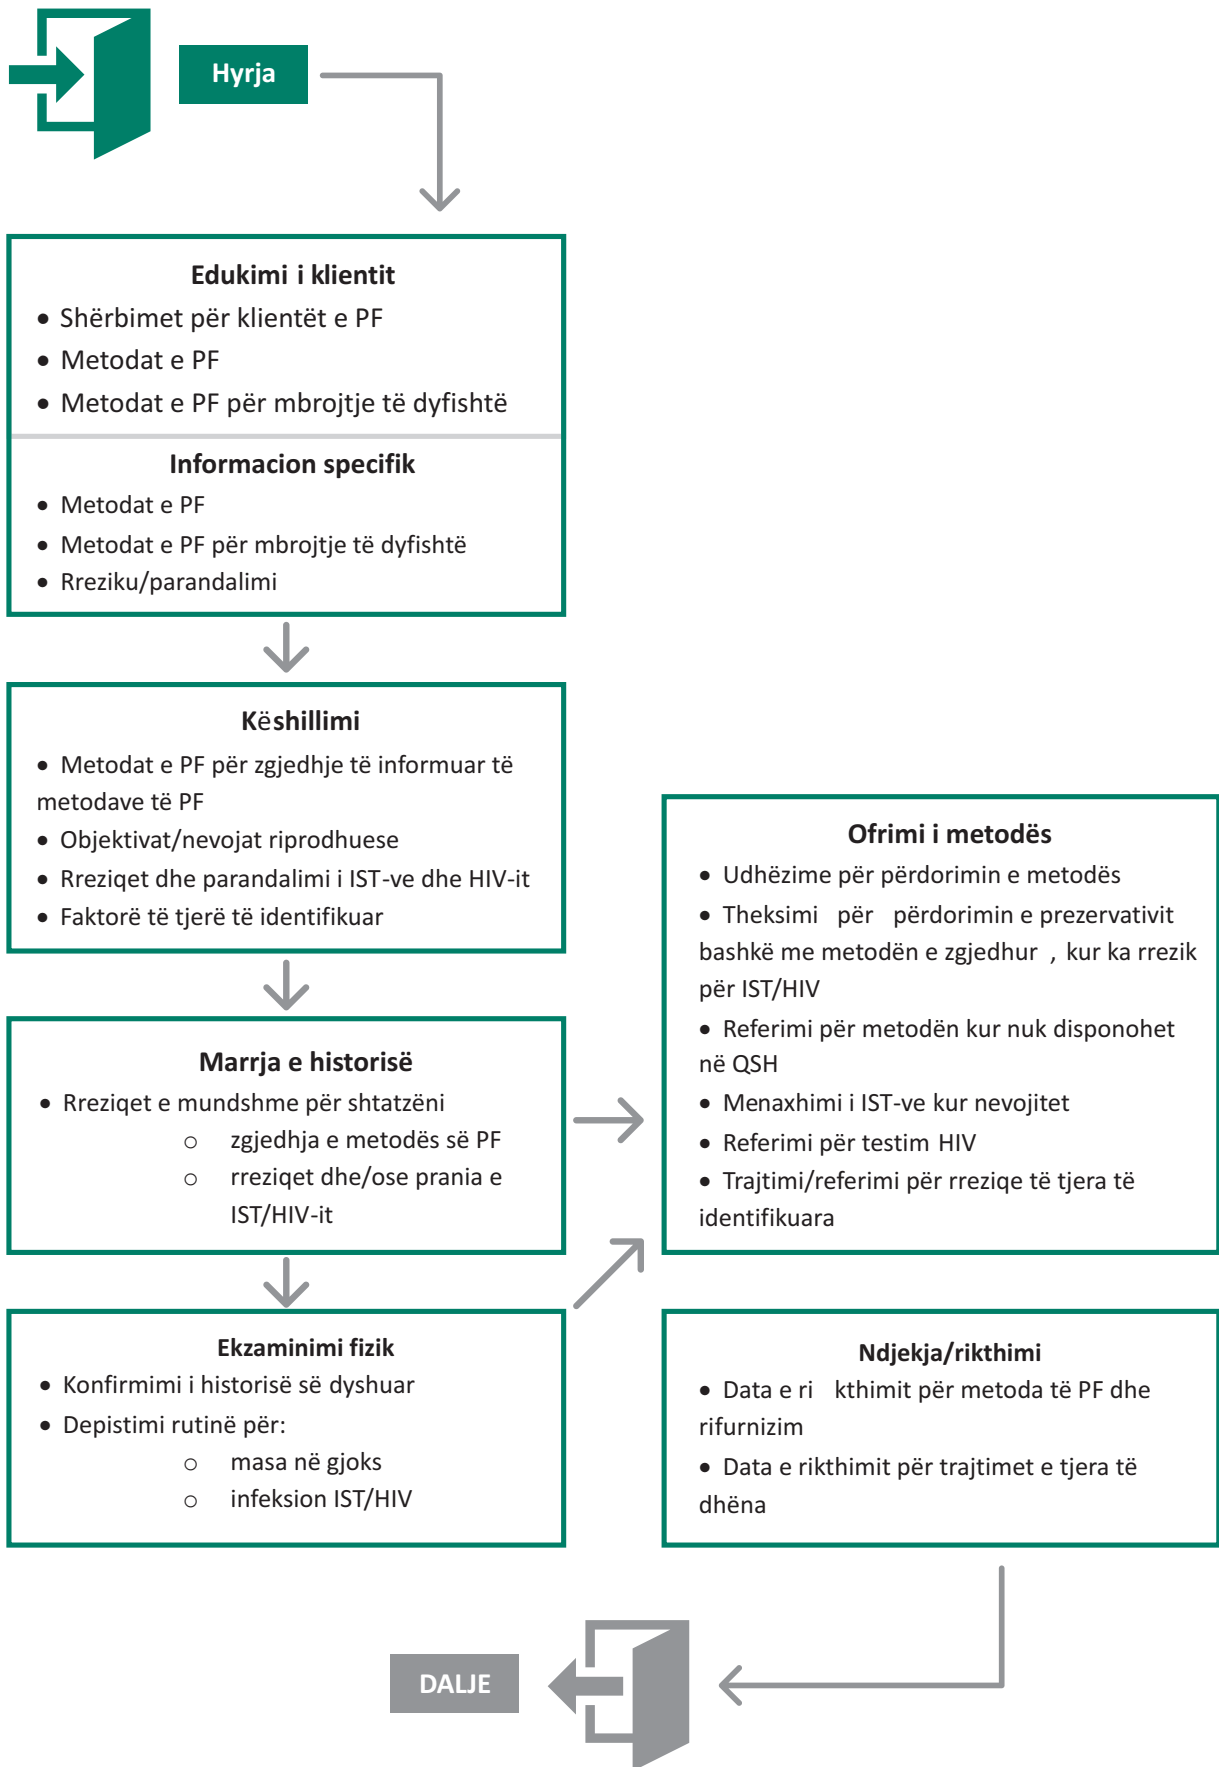 Hyrja
Edukimi i klientit
• Shërbimet për klientët e PF
• Metodat e PF
• Metodat e PF për mbrojtje të dyfishtë
Informacion specifik
• Metodat e PF
• Metodat e PF për mbrojtje të dyfishtë
• Rreziku/parandalimi
Këshillimi
• Metodat e PF për zgjedhje të informuar të
metodave të PF
• Objektivat/nevojat riprodhuese
• Rreziqet dhe parandalimi i IST-ve dhe HIV-it
• Faktorë të tjerë të identifikuar
Marrja e historisë
• Rreziqet e mundshme për shtatzëni
o zgjedhja e metodës së PF
o rreziqet dhe/ose prania e
IST/HIV-it
Ekzaminimi fizik
• Konfirmimi i historisë së dyshuar
• Depistimi rutinë për:
o masa në gjoks
o infeksion IST/HIV
Ofrimi i metodës
• Udhëzime për përdorimin e metodës
• Theksimi për përdorimin e prezervativit
bashkë me metodën e zgjedhur , kur ka rrezik
për IST/HIV
• Referimi për metodën kur nuk disponohet
në QSH
• Menaxhimi i IST-ve kur nevojitet
• Referimi për testim HIV
• Trajtimi/referimi për rreziqe të tjera të
identifikuara
Ndjekja/rikthimi
• Data e ri kthimit për metoda të PF dhe
rifurnizim
• Data e rikthimit për trajtimet e tjera të
dhëna
DALJE